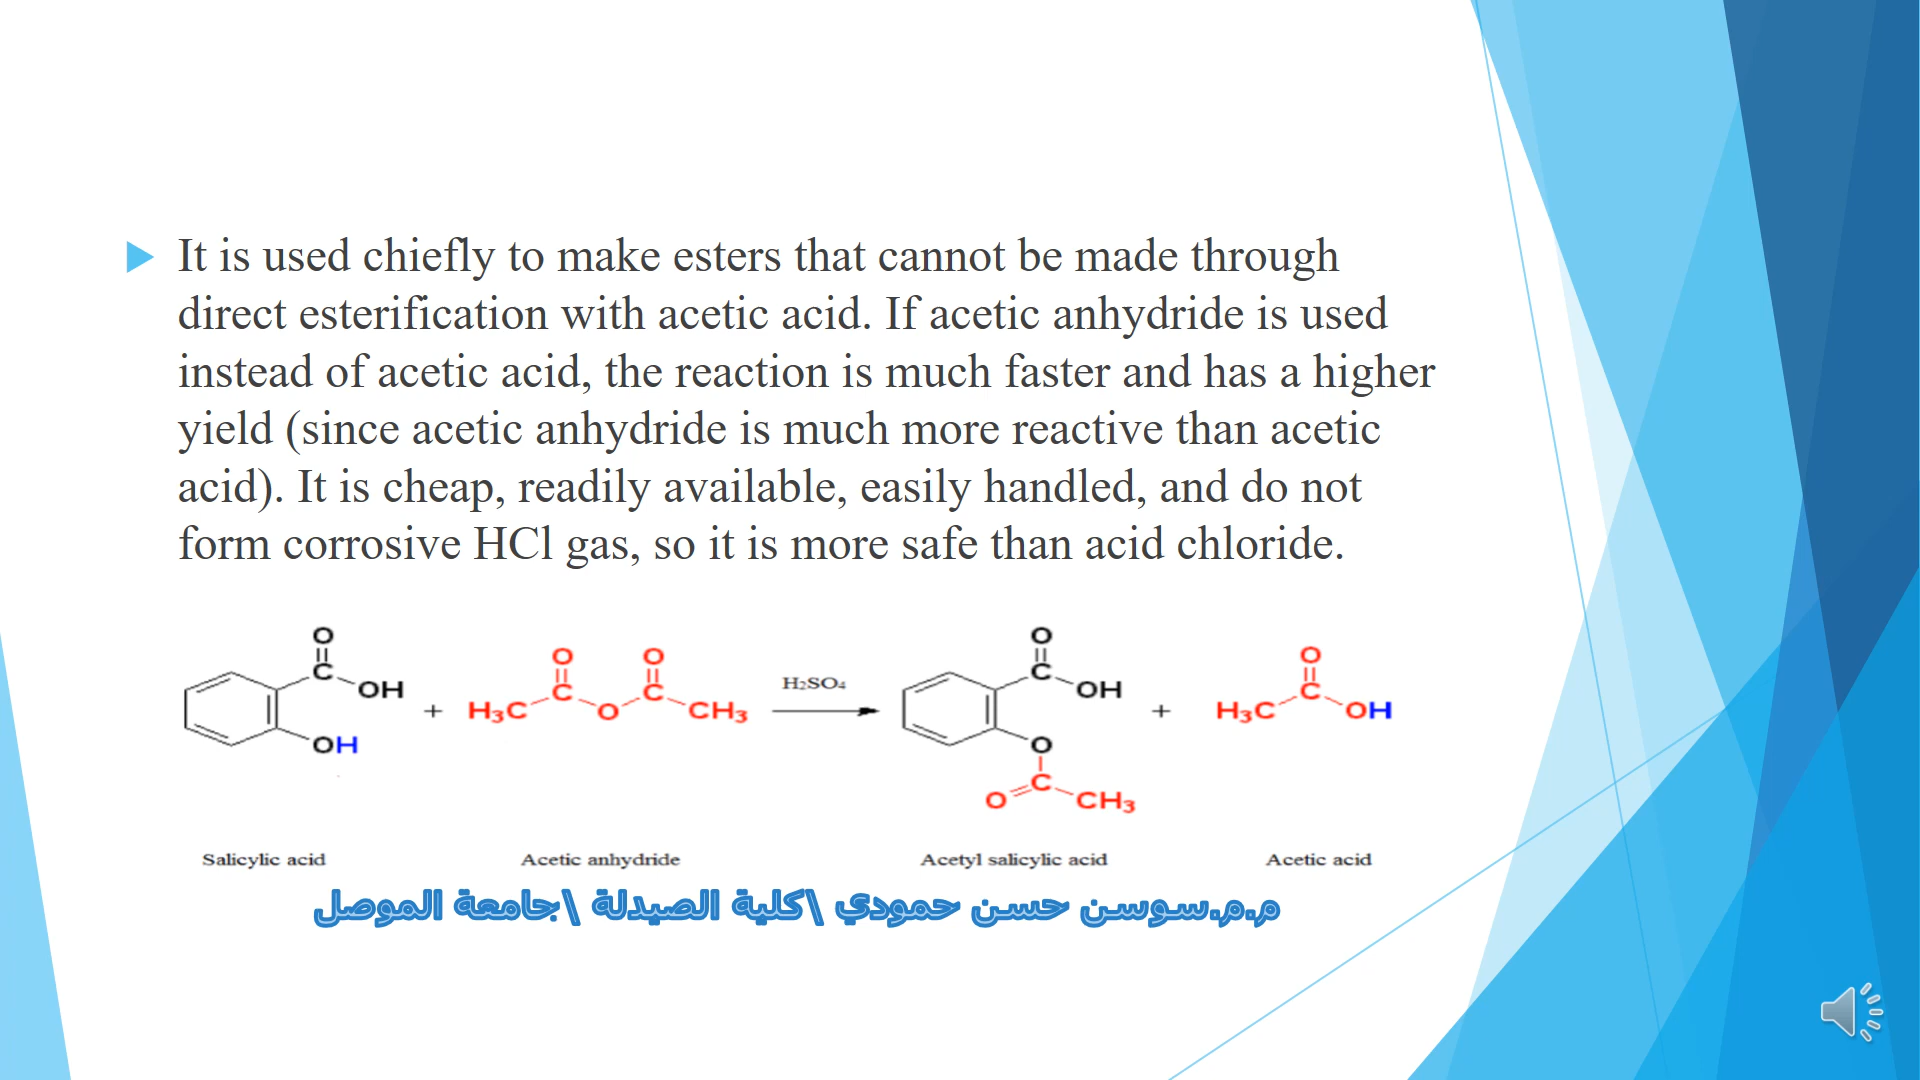 It is used chiefly to make esters that cannot be made through
direct esterification with acetic acid. If acetic anhydride is used
instead of acetic acid, the reaction is much faster and has a higher
yield (since acetic anhydride is much more reactive than acetic
acid). It is cheap, readily available, easily handled, and do not
form corrosive HCl gas, so it is more safe than acid chloride.
O
C
OH
OH
+
O O
H₃C C O C CH₃
H₂SO₄
O
C
OH
O
C
O CH₃
+
O
H₃C C OH
Salicylic acid Acetic anhydride Acetyl salicylic acid Acetic acid
م.م.سوسن حسن حمودي \كلية الصيدلة \جامعة الموصل